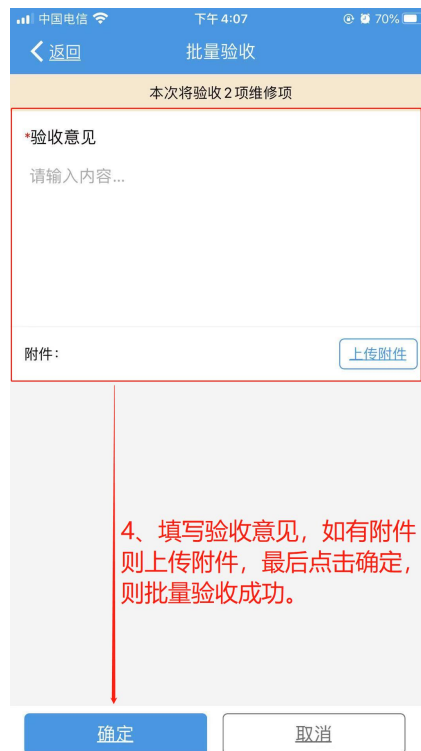 中国电信 下午4:07 70%
返回 批量验收
本次将验收2项维修项
*验收意见
请输入内容...
附件: 上传附件
4、填写验收意见，如有附件
则上传附件，最后点击确定，
则批量验收成功。
确定 取消